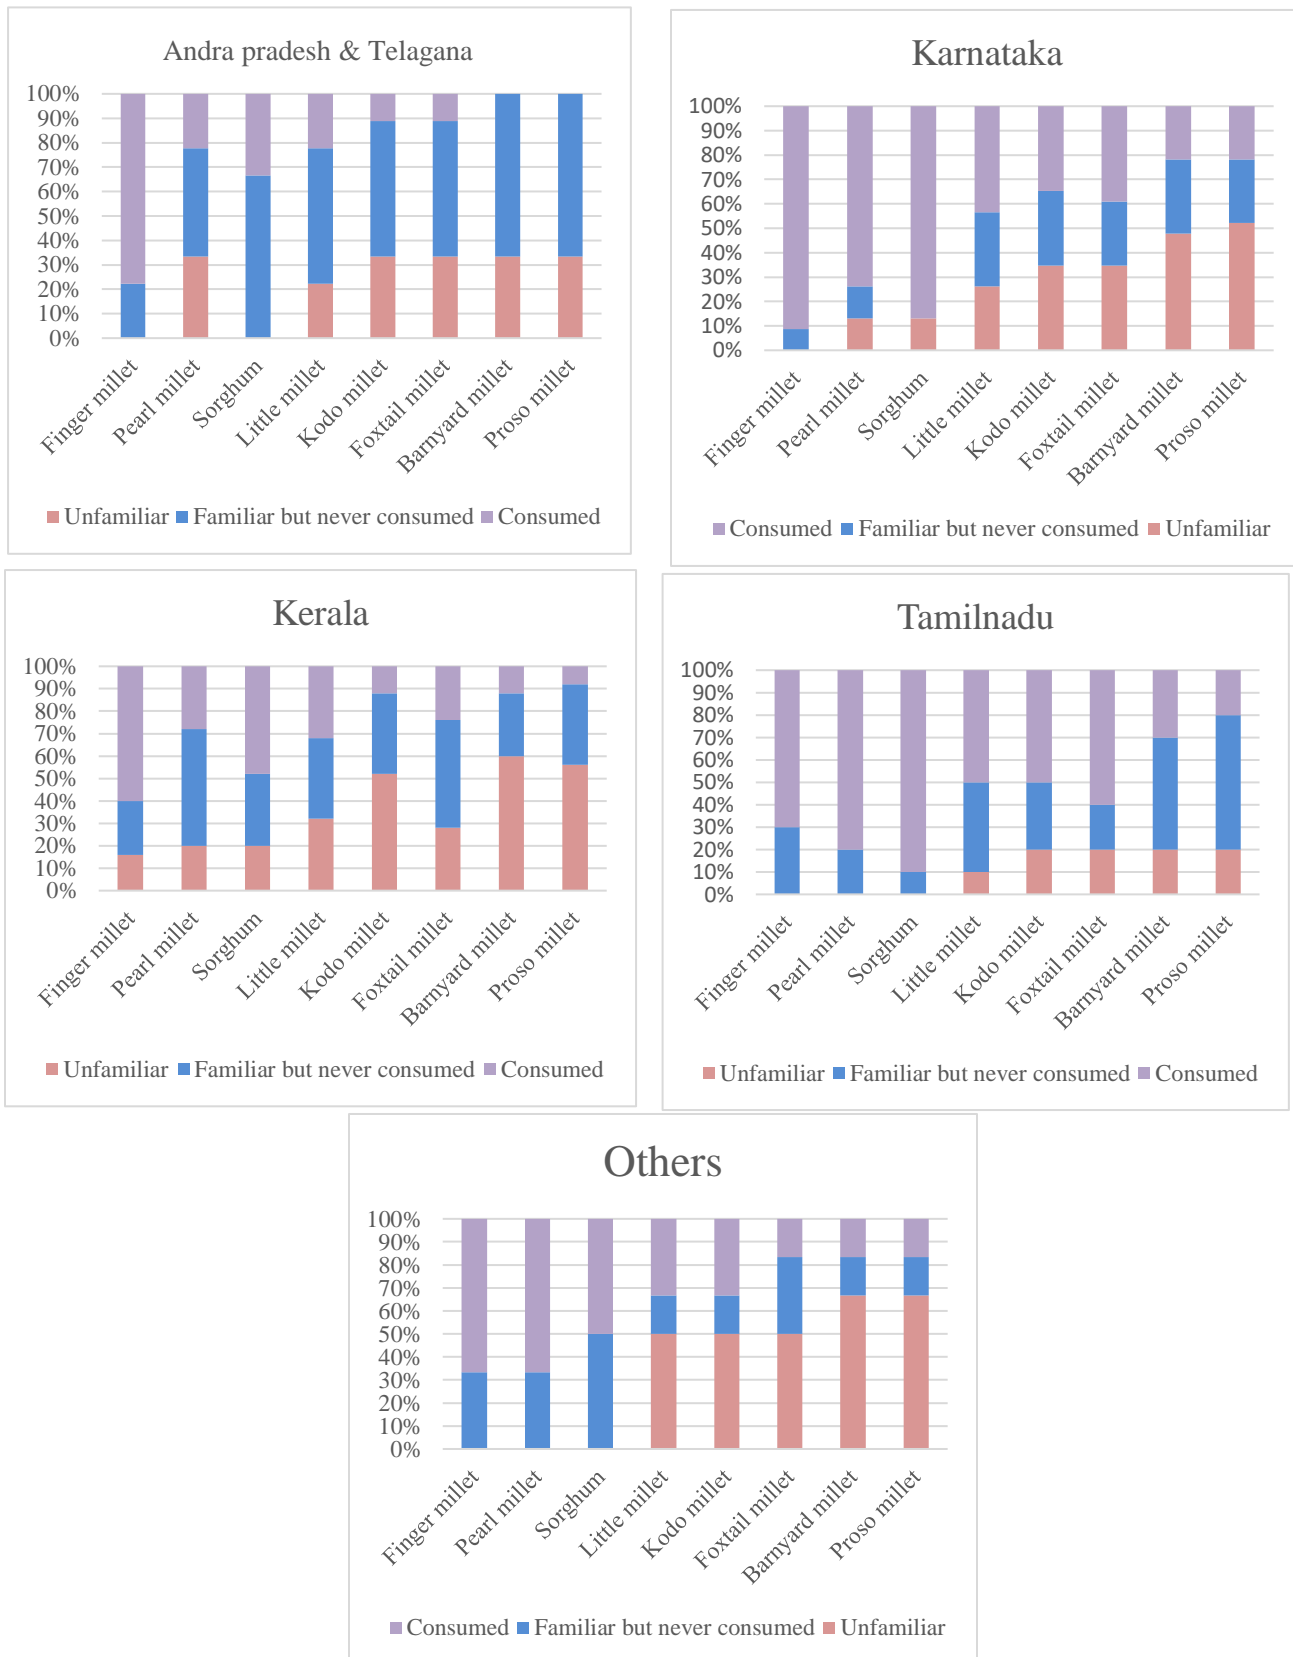 Andra pradesh & Telagana
100%
90%
80%
70%
60%
50%
40%
30%
20%
10%
0%
Finger millet
Pearl millet
Sorghum
Little millet
Kodo millet
Foxtail millet
Barnyard millet
Proso millet
Unfamiliar Familiar but never consumed Consumed
Karnataka
100%
90%
80%
70%
60%
50%
40%
30%
20%
10%
0%
Finger millet
Pearl millet
Sorghum
Little millet
Kodo millet
Foxtail millet
Barnyard millet
Proso millet
Consumed Familiar but never consumed Unfamiliar
Kerala
100%
90%
80%
70%
60%
50%
40%
30%
20%
10%
0%
Finger millet
Pearl millet
Sorghum
Little millet
Kodo millet
Foxtail millet
Barnyard millet
Proso millet
Unfamiliar Familiar but never consumed Consumed
Tamilnadu
100%
90%
80%
70%
60%
50%
40%
30%
20%
10%
0%
Finger millet
Pearl millet
Sorghum
Little millet
Kodo millet
Foxtail millet
Barnyard millet
Proso millet
Unfamiliar Familiar but never consumed Consumed
Others
100%
90%
80%
70%
60%
50%
40%
30%
20%
10%
0%
Finger millet
Pearl millet
Sorghum
Little millet
Kodo millet
Foxtail millet
Barnyard millet
Proso millet
Consumed Familiar but never consumed Unfamiliar